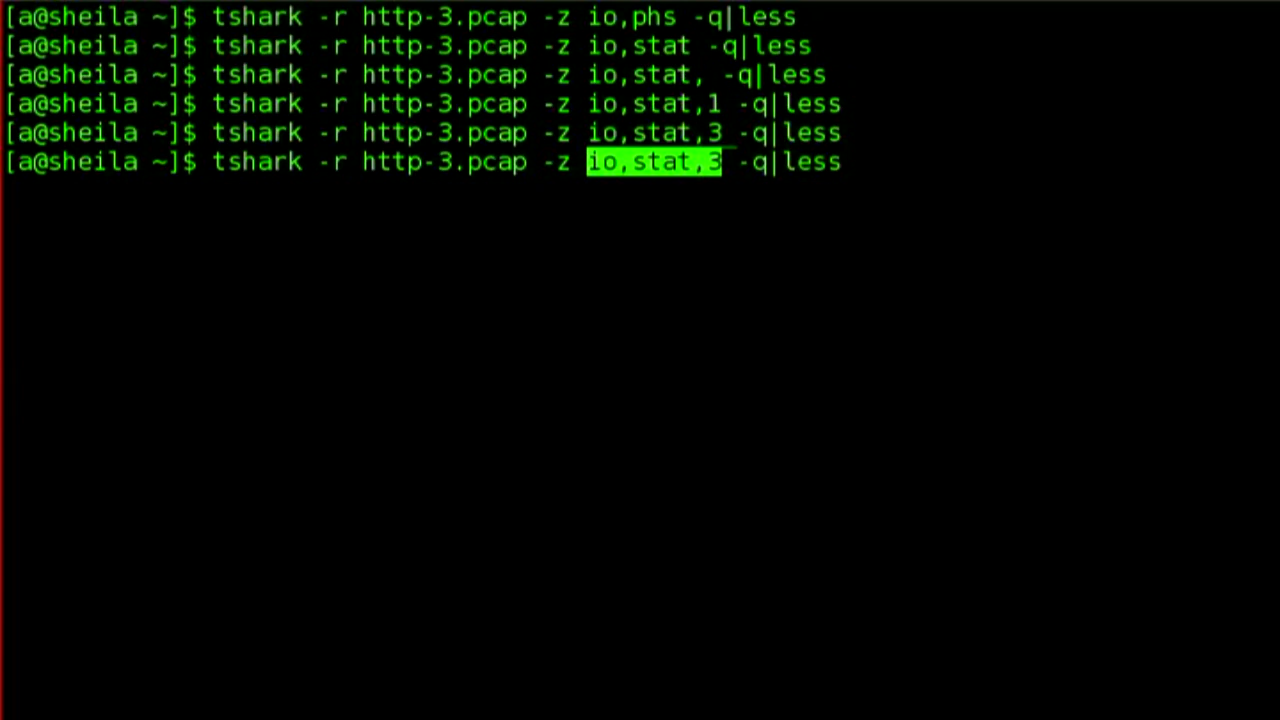 [a@sheila ~]$ tshark -r http-3.pcap -z io,phs -q|less
[a@sheila ~]$ tshark -r http-3.pcap -z io,stat -q|less
[a@sheila ~]$ tshark -r http-3.pcap -z io,stat, -q|less
[a@sheila ~]$ tshark -r http-3.pcap -z io,stat,1 -q|less
[a@sheila ~]$ tshark -r http-3.pcap -z io,stat,3 -q|less
[a@sheila ~]$ tshark -r http-3.pcap -z io,stat,3 -q|less